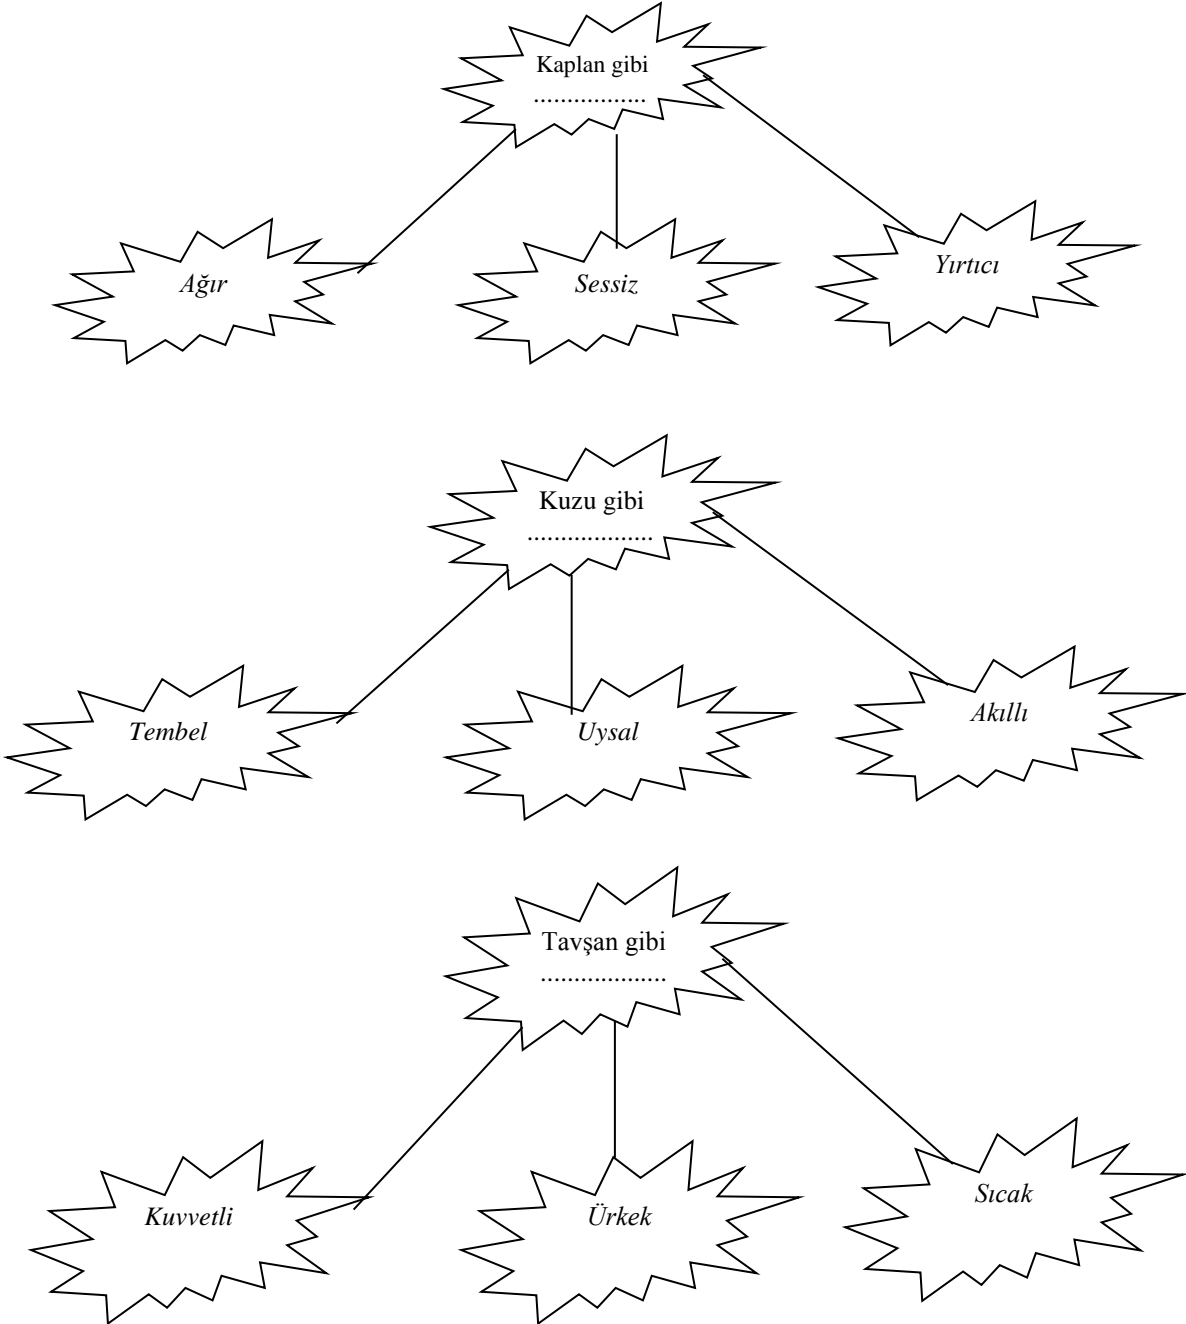 Kaplan gibi
.................
Ağır
Sessiz
Yırtıcı
Kuzu gibi
...................
Tembel
Uysal
Akıllı
Tavşan gibi
...................
Kuvvetli
Ürkek
Sıcak